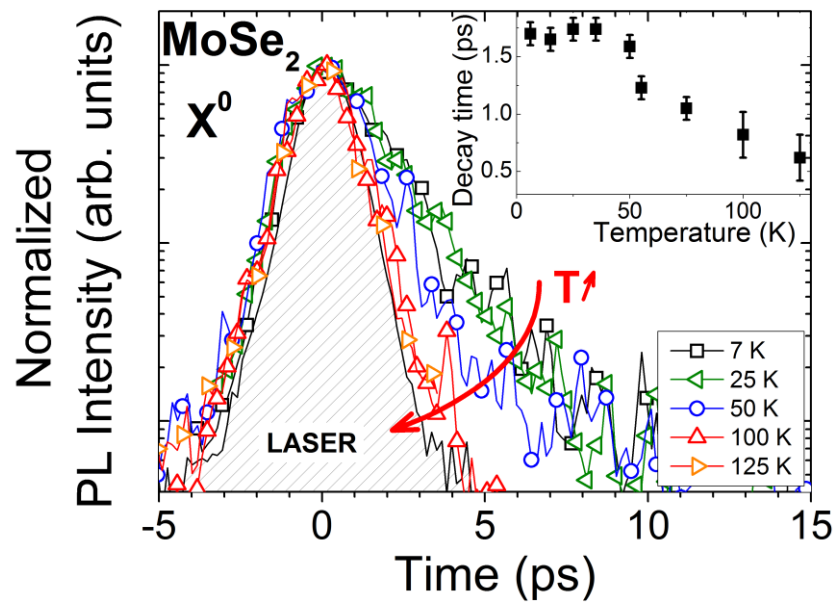 MoSe2
X0
Normalized
PL Intensity (arb. units)
Decay time (ps)
1.5
1.0
0.5
0
50
100
Temperature (K)
T
LASER
7 K
25 K
50 K
100 K
125 K
-5
0
5
10
15
Time (ps)